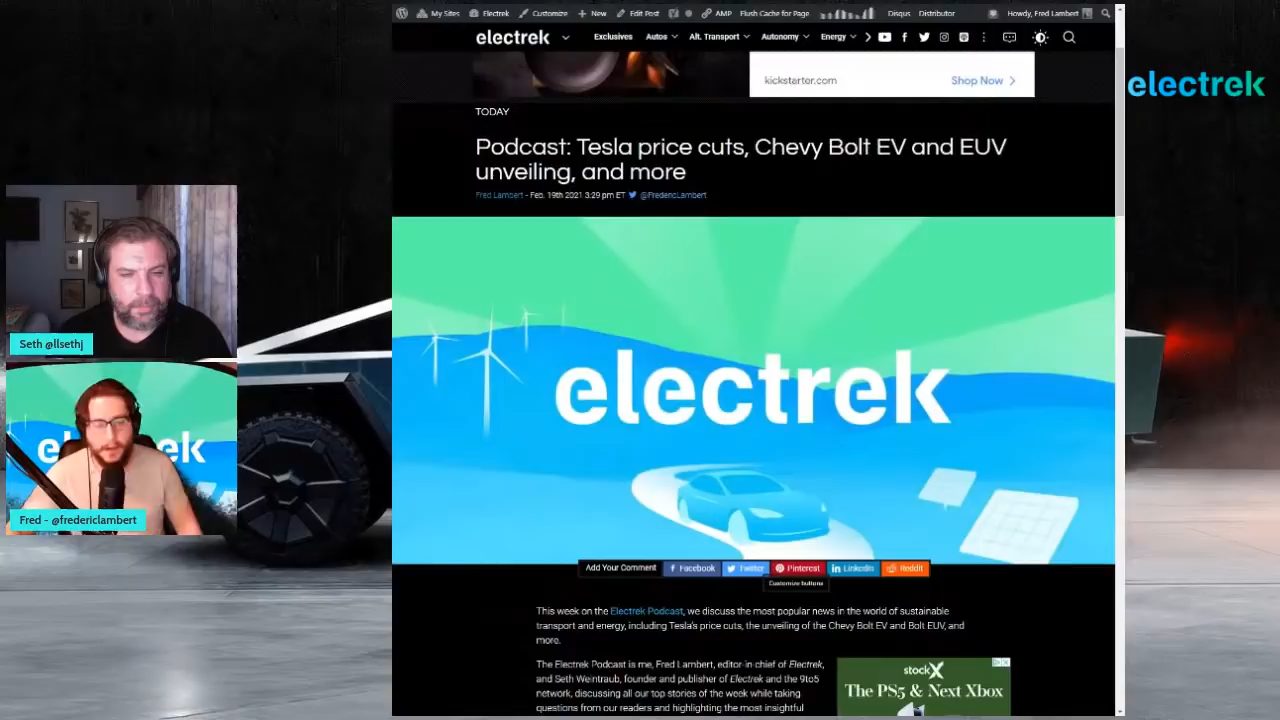 My Sites Electrek Customize New Edit Post AMP Flush Cache for Page Disqus Distributor Howdy, Fred Lambert
electrek Exclusives Autos Alt. Transport Autonomy Energy
kickstarter.com Shop Now
electrek
TODAY
Podcast: Tesla price cuts, Chevy Bolt EV and EUV
unveiling, and more
Fred Lambert - Feb. 19th 2021 3:29 pm ET @FredericLambert
Seth @llsethj
electrek
Fred - @fredericlambert
Add Your Comment Facebook Twitter Pinterest LinkedIn Reddit
Customize buttons
This week on the Electrek Podcast, we discuss the most popular news in the world of sustainable
transport and energy, including Tesla's price cuts, the unveiling of the Chevy Bolt EV and Bolt EUV, and
more.
The Electrek Podcast is me, Fred Lambert, editor-in-chief of Electrek,
and Seth Weintraub, founder and publisher of Electrek and the 9to5
network, discussing all our top stories of the week while taking
questions from our readers and highlighting the most insightful
stockX
The PS5 & Next Xbox